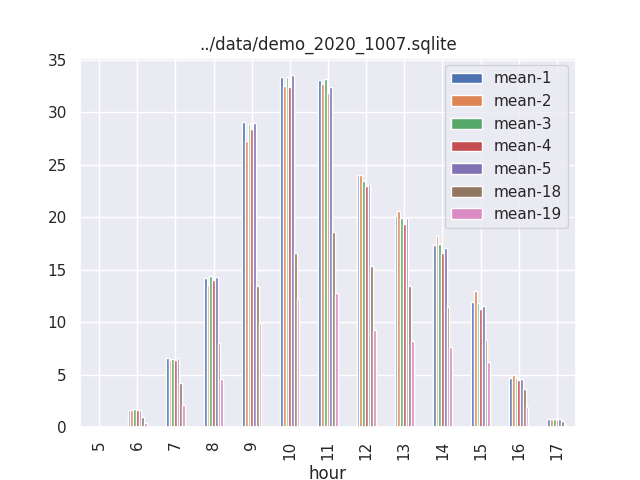 ../data/demo_2020_1007.sqlite
35
30
25
20
15
10
5
0
mean-1
mean-2
mean-3
mean-4
mean-5
mean-18
mean-19
5 6 7 8 9 10 11 12 13 14 15 16 17
hour